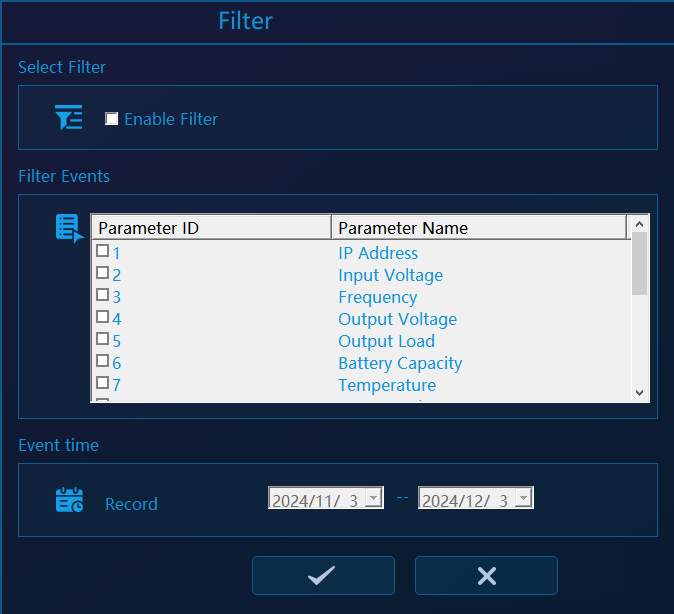 Filter
Select Filter
Enable Filter
Filter Events
Parameter ID Parameter Name
1 IP Address
2 Input Voltage
3 Frequency
4 Output Voltage
5 Output Load
6 Battery Capacity
7 Temperature
Event time
Record 2024/11/ 3 -- 2024/12/ 3